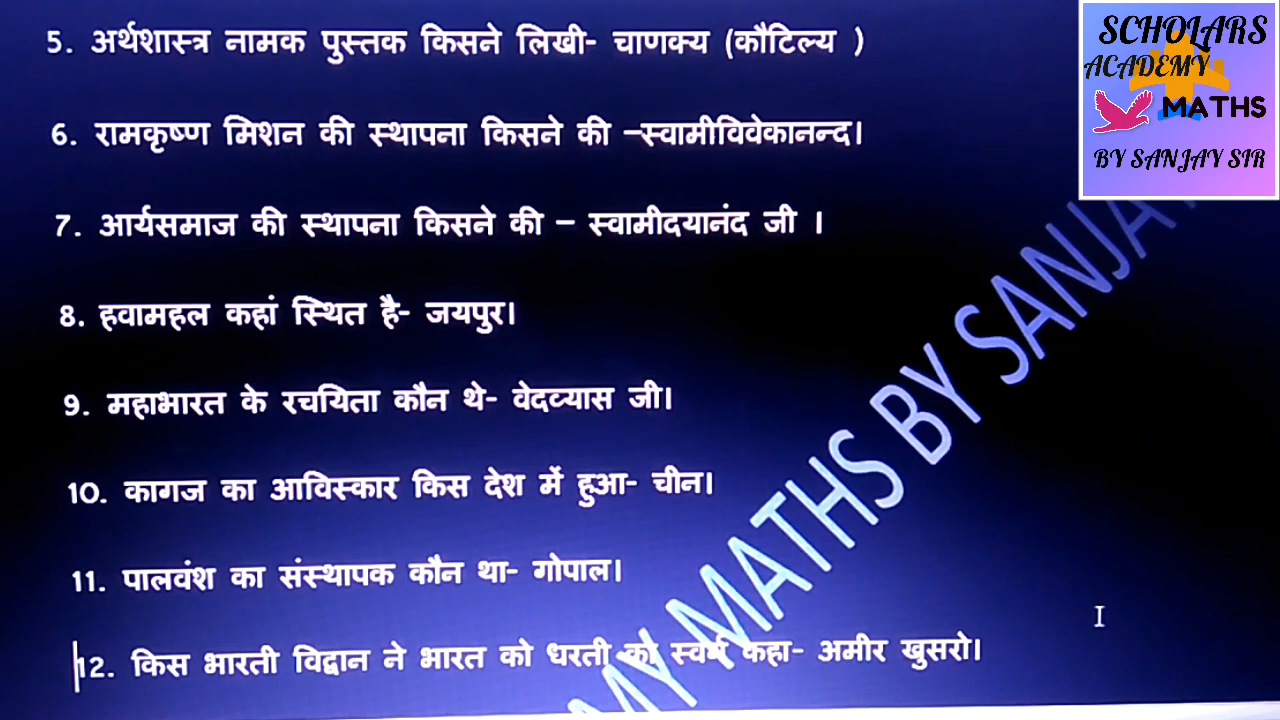 5. अर्थशास्त्र नामक पुस्तक किसने लिखी- चाणक्य (कौटिल्य )
6. रामकृष्ण मिशन की स्थापना किसने की –स्वामीविवेकानन्द।
7. आर्यसमाज की स्थापना किसने की – स्वामीदयानंद जी ।
8. हवामहल कहां स्थित है- जयपुर।
9. महाभारत के रचयिता कौन थे- वेदव्यास जी।
10. कागज का आविस्कार किस देश में हुआ- चीन।
11. पालवंश का संस्थापक कौन था- गोपाल।
12. किस भारती विद्वान ने भारत को धरती का स्वर्ग कहा- अमीर खुसरो।
SCHOLARS
ACADEMY
MATHS
BY SANJAY SIR
MY MATHS BY SANJA